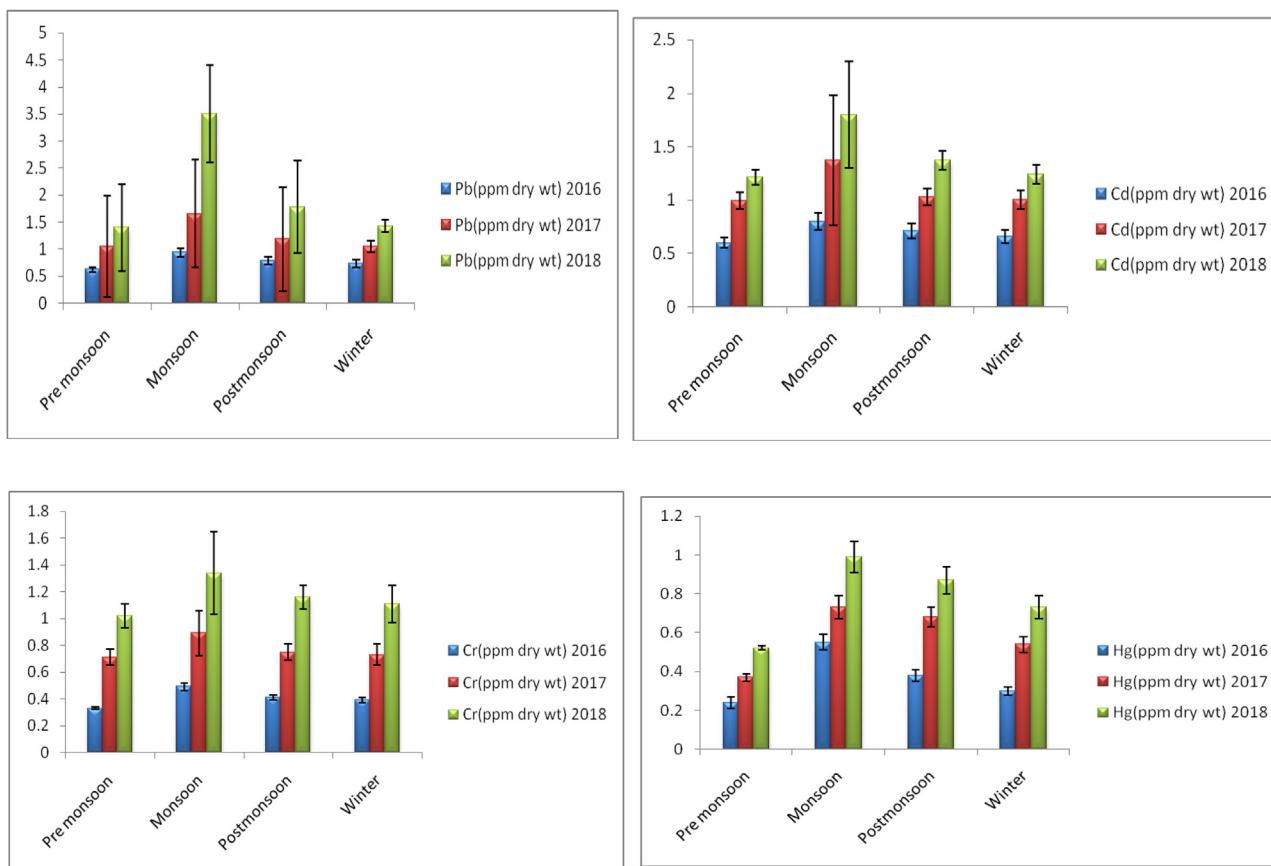 5
4.5
4
3.5
3
2.5
2
1.5
1
0.5
0
Pre monsoon
Monsoon
Postmonsoon
Winter
Pb(ppm dry wt) 2016
Pb(ppm dry wt) 2017
Pb(ppm dry wt) 2018
2.5
2
1.5
1
0.5
0
Pre monsoon
Monsoon
Postmonsoon
Winter
Cd(ppm dry wt) 2016
Cd(ppm dry wt) 2017
Cd(ppm dry wt) 2018
1.8
1.6
1.4
1.2
1
0.8
0.6
0.4
0.2
0
Pre monsoon
Monsoon
Postmonsoon
Winter
Cr(ppm dry wt) 2016
Cr(ppm dry wt) 2017
Cr(ppm dry wt) 2018
1.2
1
0.8
0.6
0.4
0.2
0
Pre monsoon
Monsoon
Postmonsoon
Winter
Hg(ppm dry wt) 2016
Hg(ppm dry wt) 2017
Hg(ppm dry wt) 2018